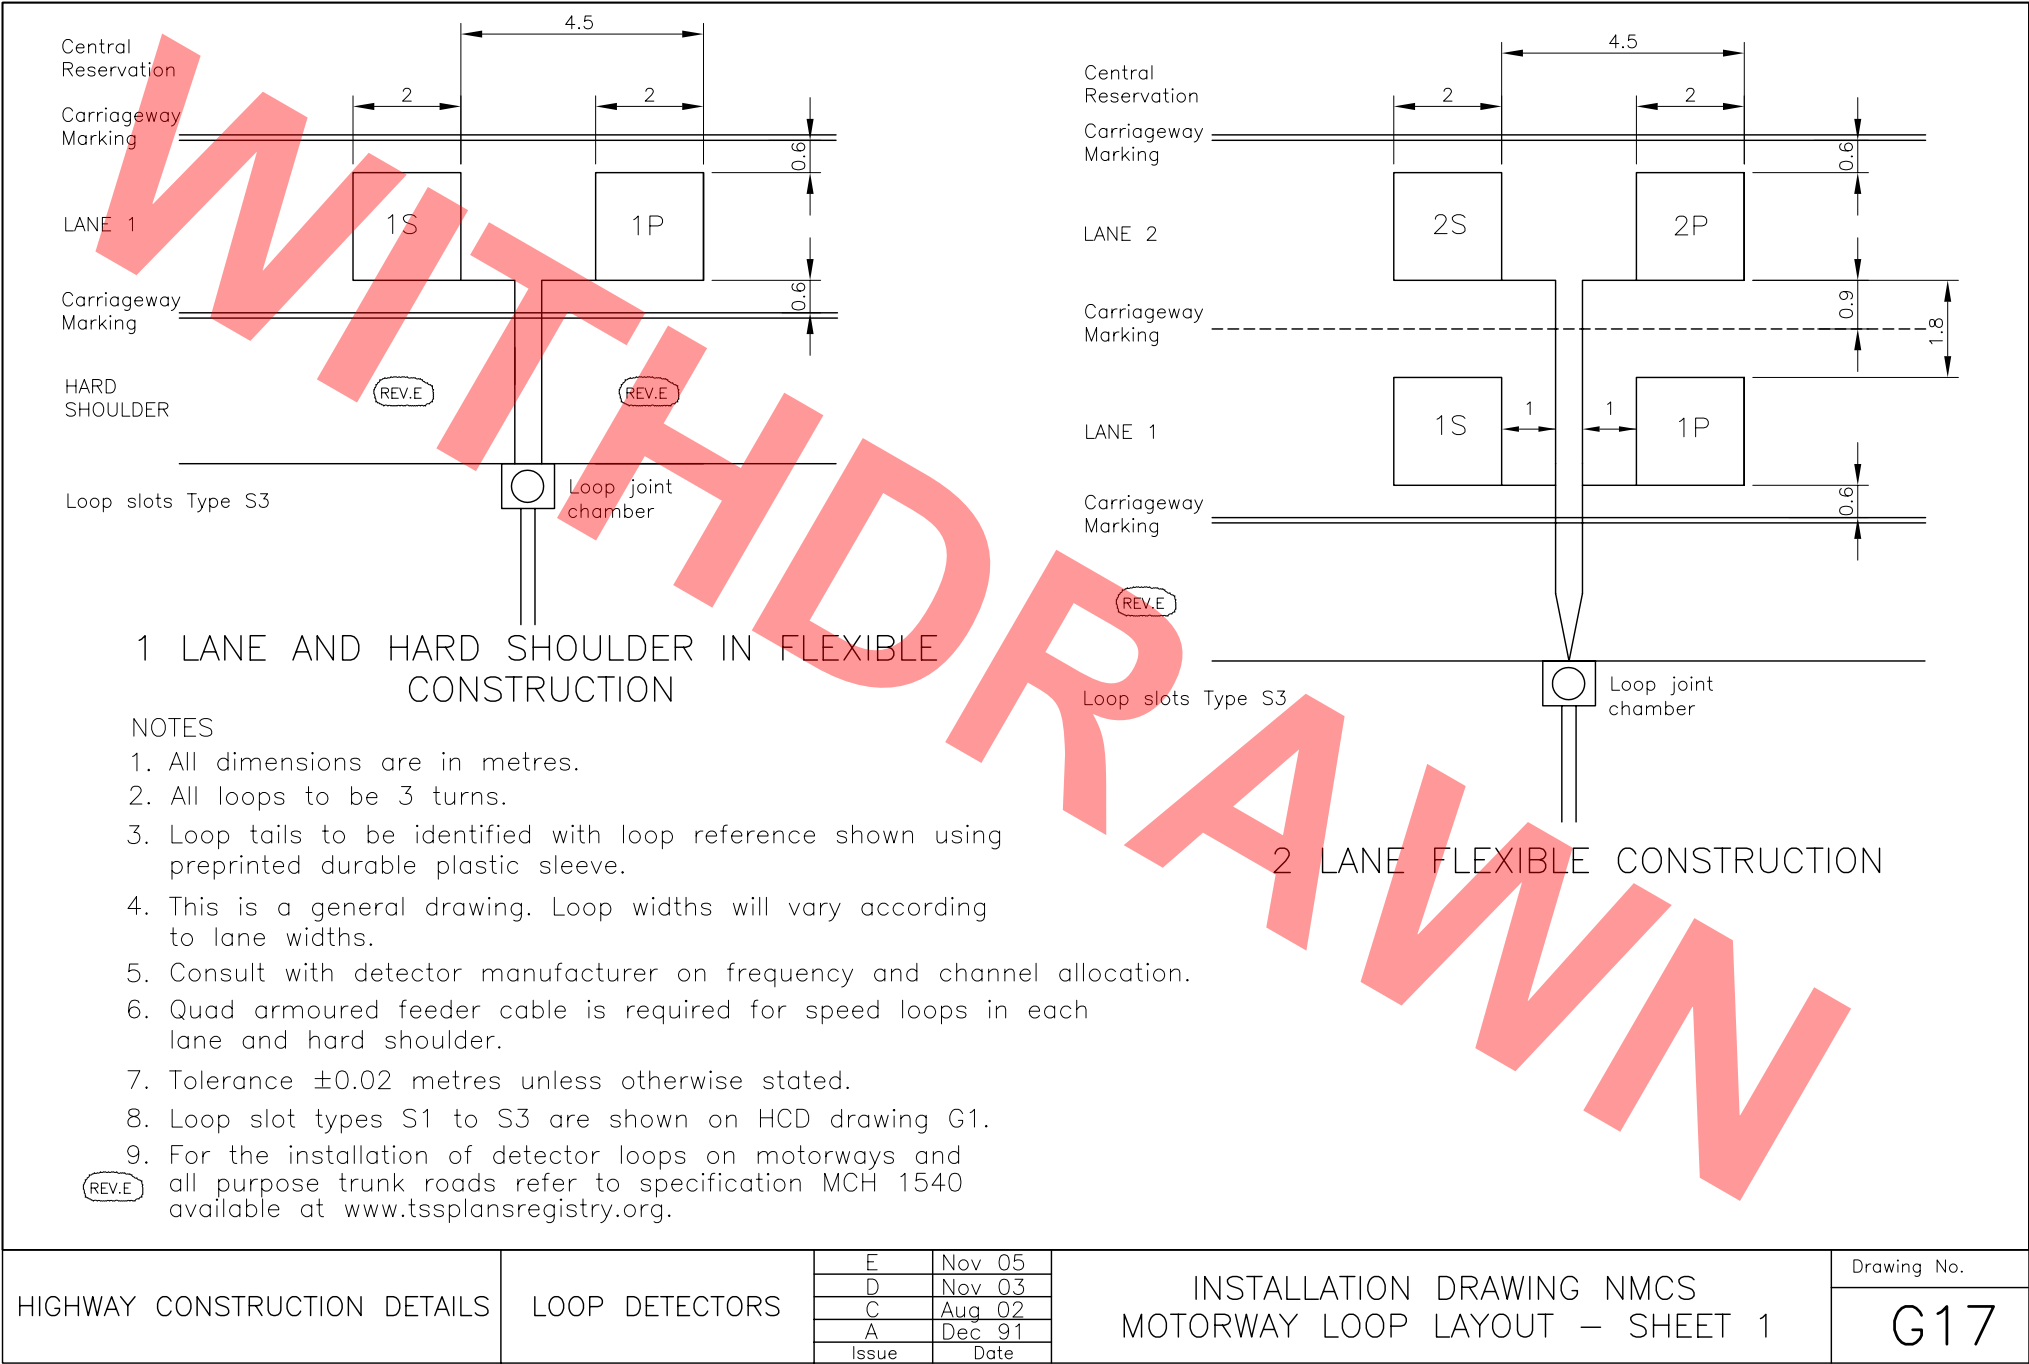 4.5
Central
Reservation
2
2
Carriageway
Marking
0.6
LANE 1
1S
1P
0.6
Carriageway
Marking
HARD
SHOULDER
REV.E
REV.E
Loop slots Type S3
Loop joint
chamber
1 LANE AND HARD SHOULDER IN FLEXIBLE
CONSTRUCTION
4.5
Central
Reservation
2
2
Carriageway
Marking
0.6
LANE 2
2S
2P
0.9
Carriageway
Marking
1.8
LANE 1
1S
1
1
1P
0.6
Carriageway
Marking
REV.E
Loop slots Type S3
Loop joint
chamber
2 LANE FLEXIBLE CONSTRUCTION
WITHDRAWN
NOTES
1. All dimensions are in metres.
2. All loops to be 3 turns.
3. Loop tails to be identified with loop reference shown using
preprinted durable plastic sleeve.
4. This is a general drawing. Loop widths will vary according
to lane widths.
5. Consult with detector manufacturer on frequency and channel allocation.
6. Quad armoured feeder cable is required for speed loops in each
lane and hard shoulder.
7. Tolerance ±0.02 metres unless otherwise stated.
8. Loop slot types S1 to S3 are shown on HCD drawing G1.
9. For the installation of detector loops on motorways and
REV.E all purpose trunk roads refer to specification MCH 1540
available at www.tssplansregistry.org.
HIGHWAY CONSTRUCTION DETAILS
LOOP DETECTORS
E Nov 05
D Nov 03
C Aug 02
A Dec 91
Issue Date
INSTALLATION DRAWING NMCS
MOTORWAY LOOP LAYOUT – SHEET 1
Drawing No.
G17